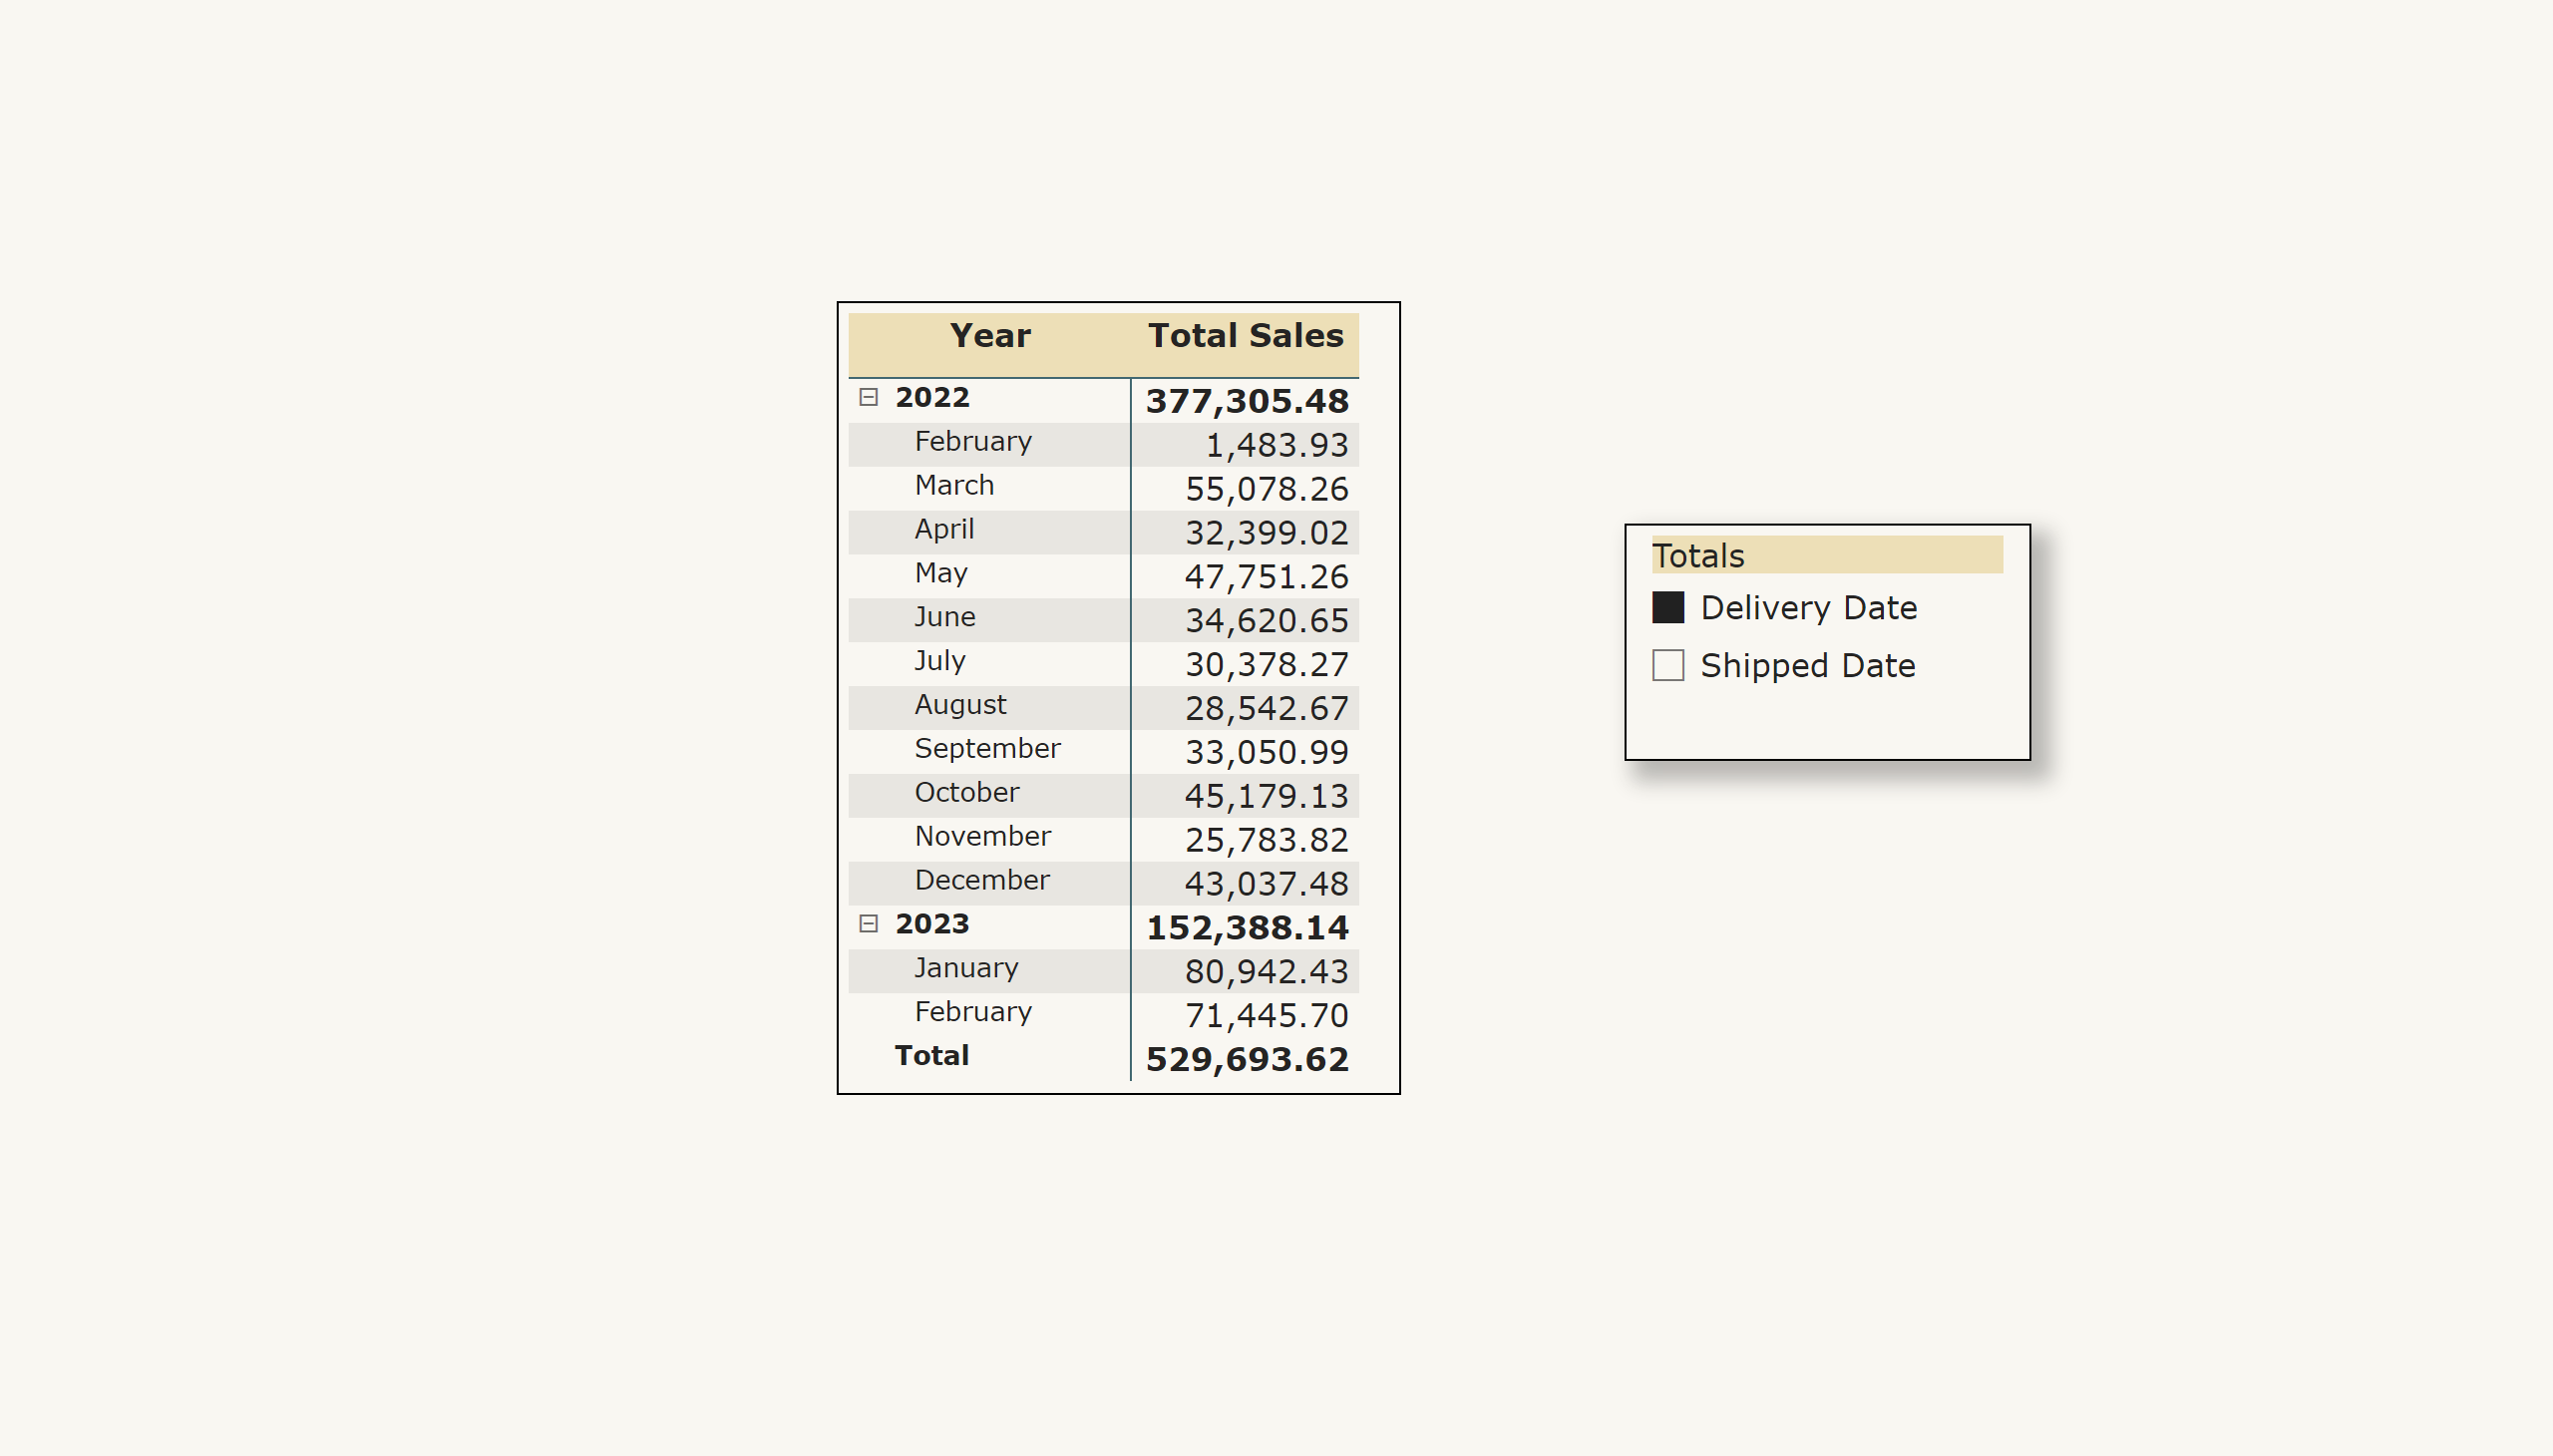 Year Total Sales
2022 377,305.48
February 1,483.93
March 55,078.26
April 32,399.02
May 47,751.26
June 34,620.65
July 30,378.27
August 28,542.67
September 33,050.99
October 45,179.13
November 25,783.82
December 43,037.48
2023 152,388.14
January 80,942.43
February 71,445.70
Total 529,693.62
Totals
Delivery Date
Shipped Date